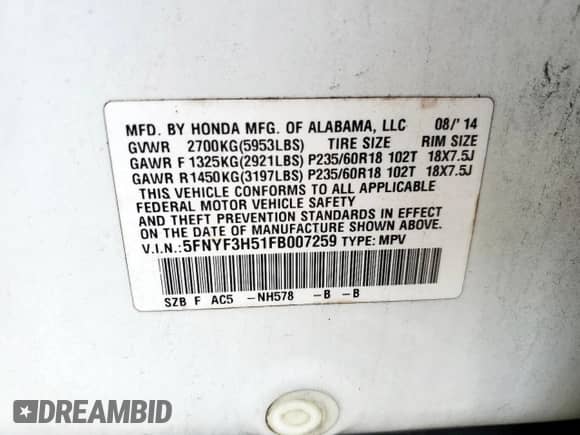 MFD. BY HONDA MFG. OF ALABAMA, LLC 08/'14
GVWR 2700KG(5953LBS) TIRE SIZE RIM SIZE
GAWR F 1325KG(2921LBS) P235/60R18 102T 18X7.5J
GAWR R1450KG(3197LBS) P235/60R18 102T 18X7.5J
THIS VEHICLE CONFORMS TO ALL APPLICABLE
FEDERAL MOTOR VEHICLE SAFETY
AND THEFT PREVENTION STANDARDS IN EFFECT
ON THE DATE OF MANUFACTURE SHOWN ABOVE.
V.I.N.:5FNYF3H51FB007259 TYPE: MPV
SZB F AC5 -NH578 -B -B
DREAMBID